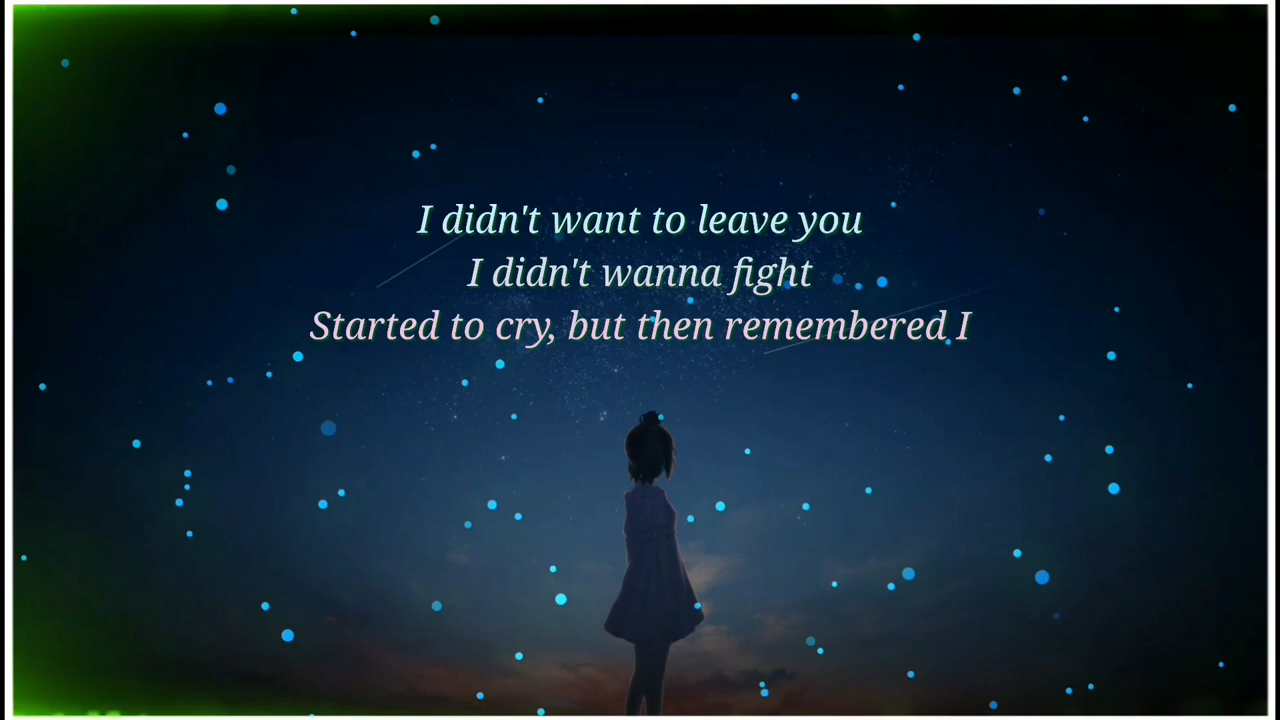 I didn't want to leave you
I didn't wanna fight
Started to cry, but then remembered I